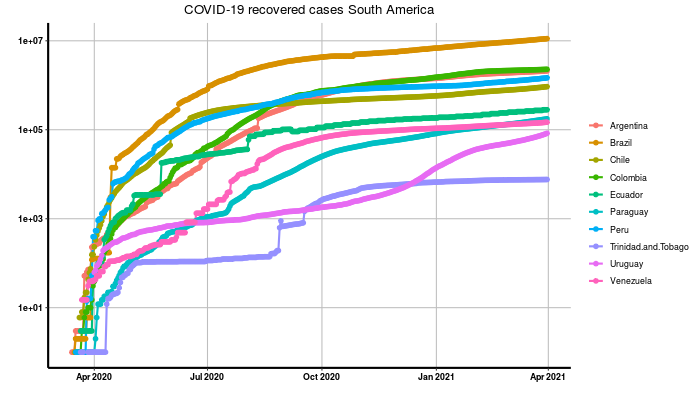 COVID-19 recovered cases South America
1e+07
1e+05
1e+03
1e+01
Apr 2020
Jul 2020
Oct 2020
Jan 2021
Apr 2021
Argentina
Brazil
Chile
Colombia
Ecuador
Paraguay
Peru
Trinidad.and.Tobago
Uruguay
Venezuela